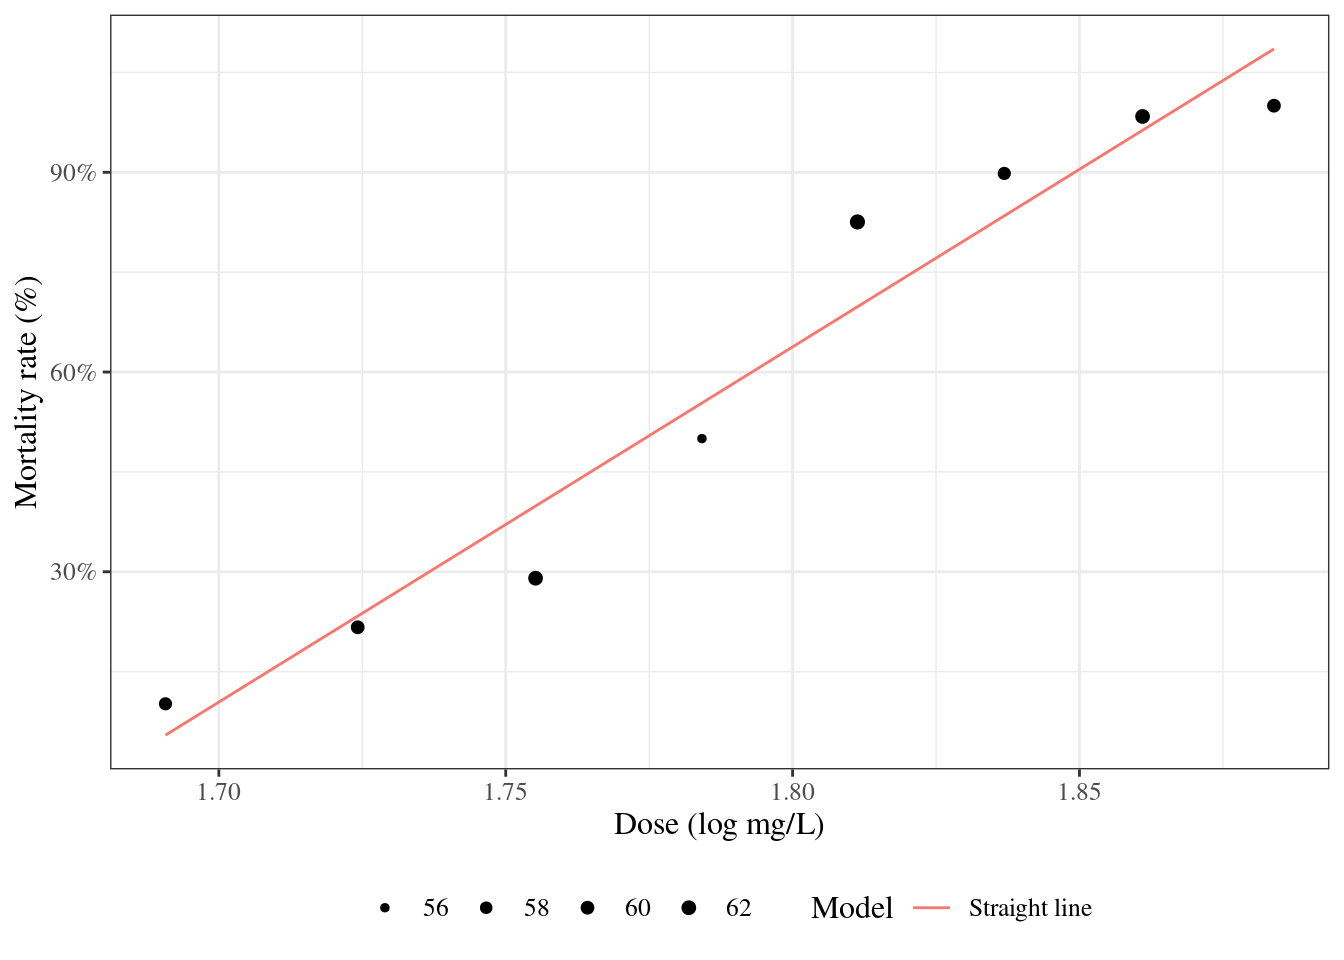 Mortality rate (%)
90%
60%
30%
1.70 1.75 1.80 1.85
Dose (log mg/L)
56 58 60 62 Model Straight line